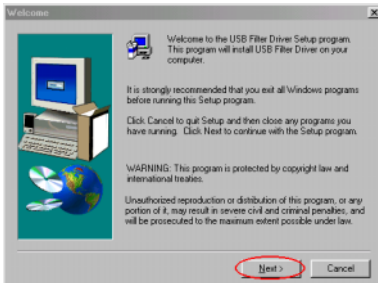 Welcome
Welcome to the USB Filter Driver Setup program.
This program will install USB Filter Driver on your
computer.
It is strongly recommended that you exit all Windows programs
before running this Setup program.
Click Cancel to quit Setup and then close any programs you
have running. Click Next to continue with the Setup program.
WARNING: This program is protected by copyright law and
international treaties.
Unauthorized reproduction or distribution of this program, or any
portion of it, may result in severe civil and criminal penalties, and
will be prosecuted to the maximum extent possible under law.
Next >
Cancel